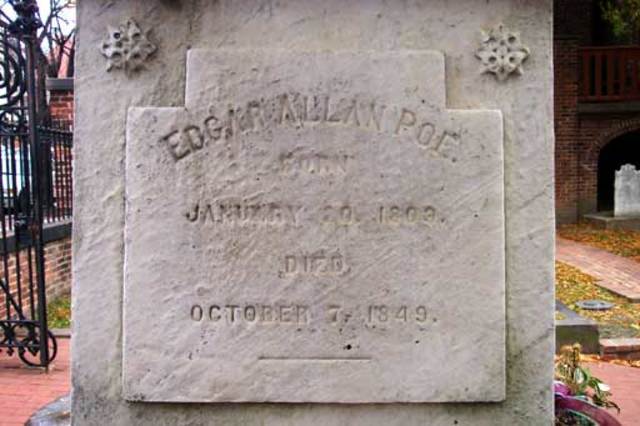 EDGAR ALLAN POE.
BORN
JANUARY 20, 1809.
DIED
OCTOBER 7, 1849.